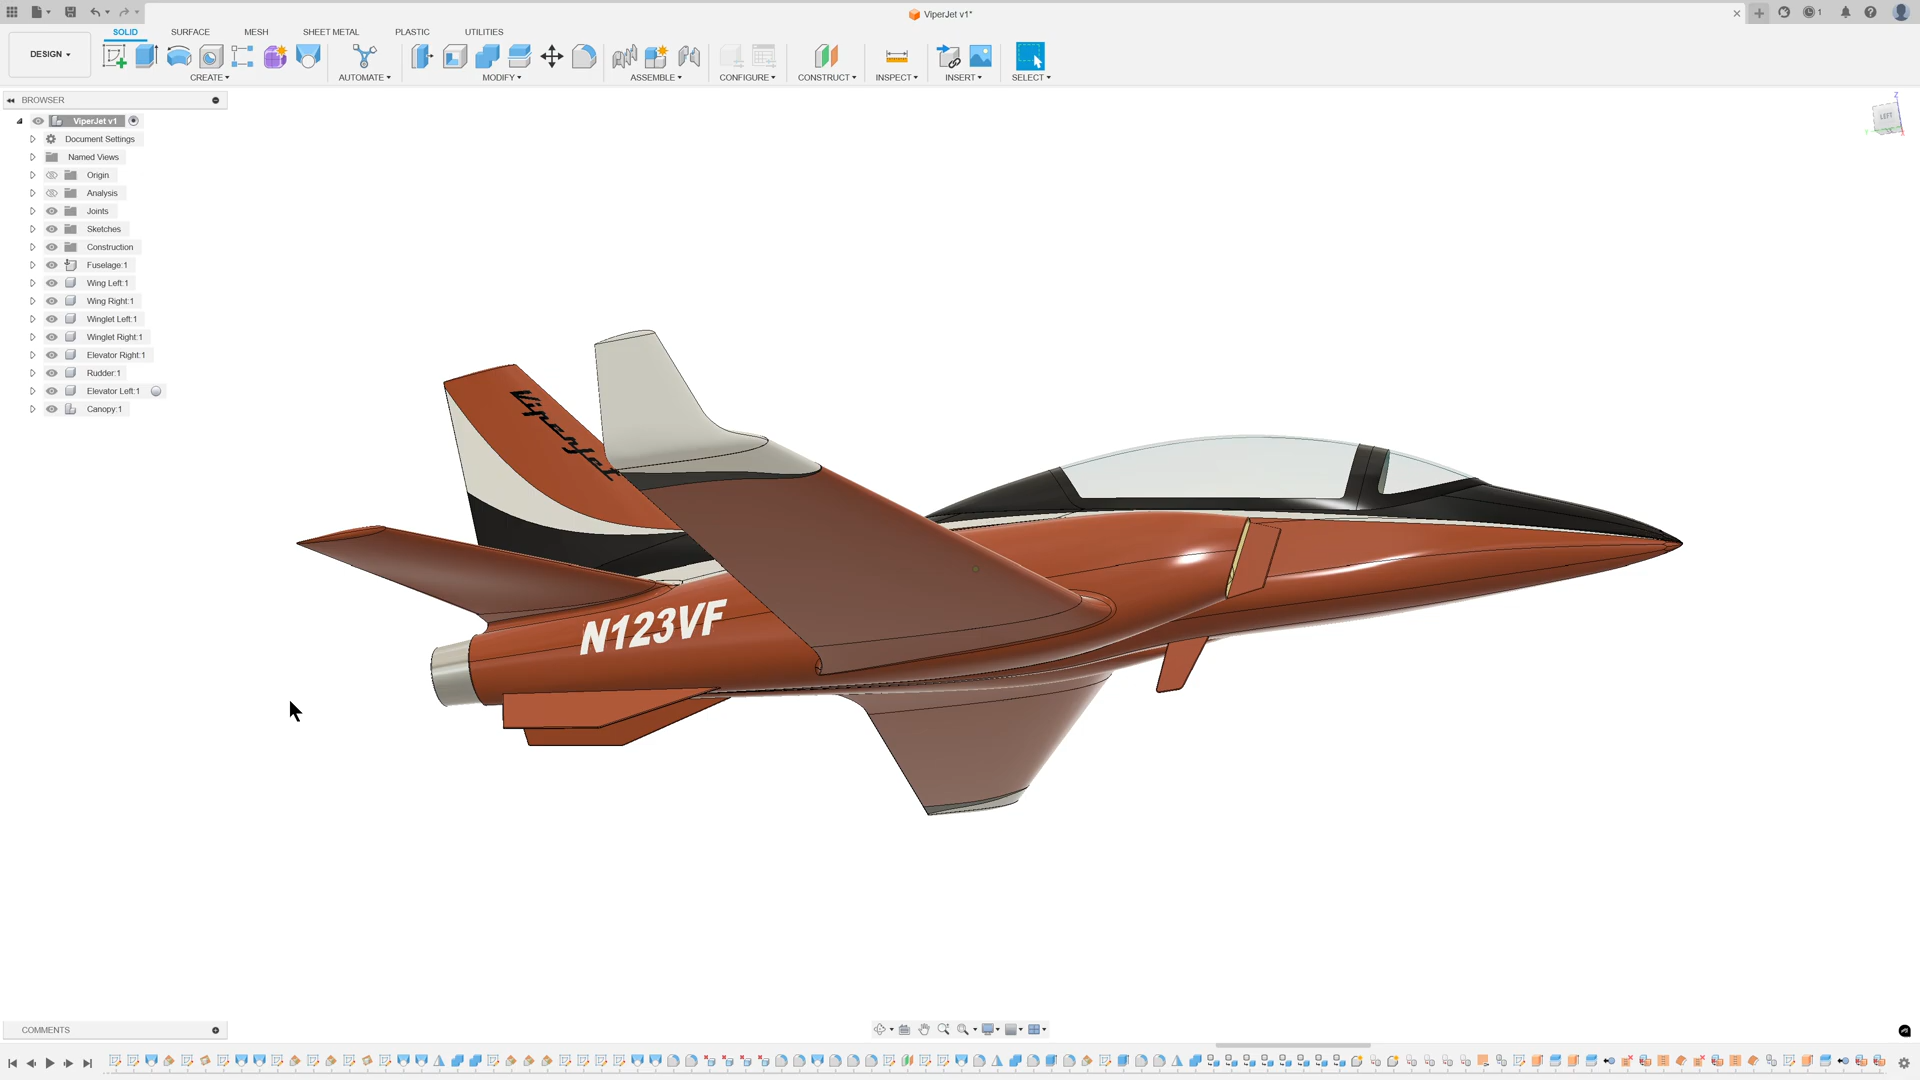 ViperJet v1*
1
SOLID
SURFACE
MESH
SHEET METAL
PLASTIC
UTILITIES
DESIGN
CREATE
AUTOMATE
MODIFY
ASSEMBLE
CONFIGURE
CONSTRUCT
INSPECT
INSERT
SELECT
BROWSER
ViperJet v1
Document Settings
Named Views
Origin
Analysis
Joints
Sketches
Construction
Fuselage:1
Wing Left:1
Wing Right:1
Winglet Left:1
Winglet Right:1
Elevator Right:1
Rudder:1
Elevator Left:1
Canopy:1
Z
LEFT
ViperJet
N123VF
COMMENTS